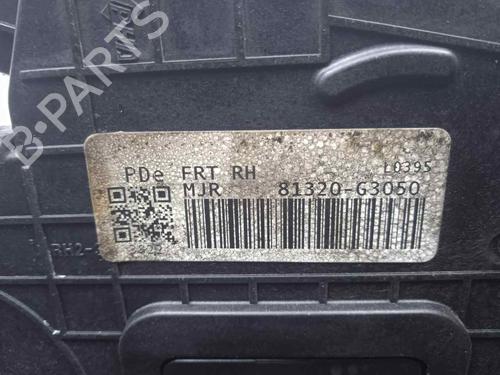 PDe FRT RH L0395
MJR 81320-G3050
B-PARTS